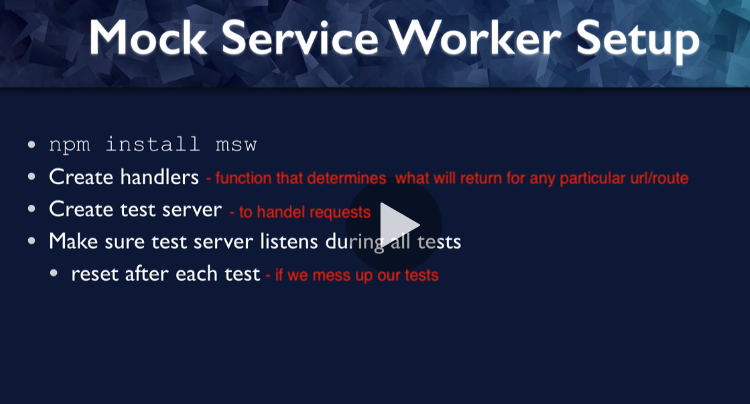 Mock Service Worker Setup
• npm install msw
• Create handlers - function that determines what will return for any particular url/route
• Create test server - to handel requests
• Make sure test server listens during all tests
• reset after each test - if we mess up our tests